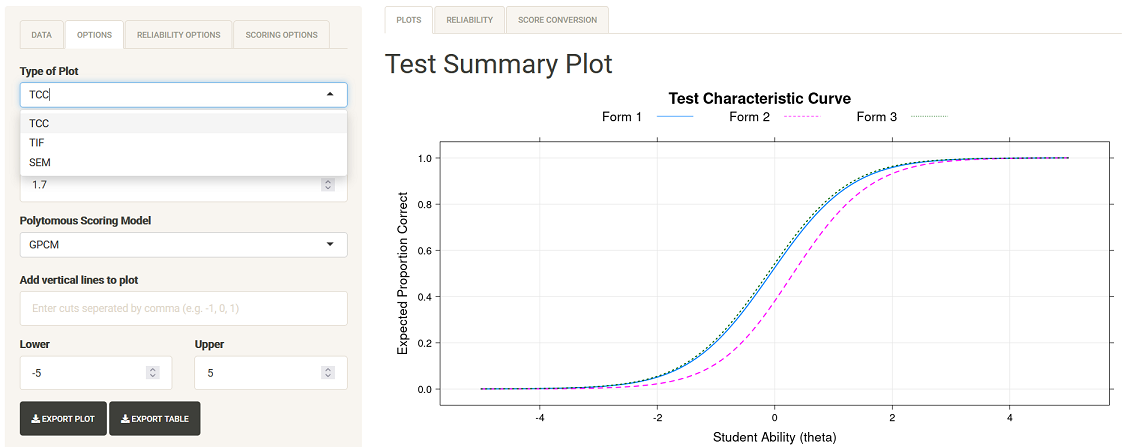 DATA OPTIONS RELIABILITY OPTIONS SCORING OPTIONS
Type of Plot
TCC
TCC
TIF
SEM
1.7
Polytomous Scoring Model
GPCM
Add vertical lines to plot
Enter cuts seperated by comma (e.g. -1, 0, 1)
Lower Upper
-5 5
EXPORT PLOT EXPORT TABLE
PLOTS RELIABILITY SCORE CONVERSION
Test Summary Plot
Test Characteristic Curve
Form 1 Form 2 Form 3
Expected Proportion Correct
1.0
0.8
0.6
0.4
0.2
0.0
-4 -2 0 2 4
Student Ability (theta)